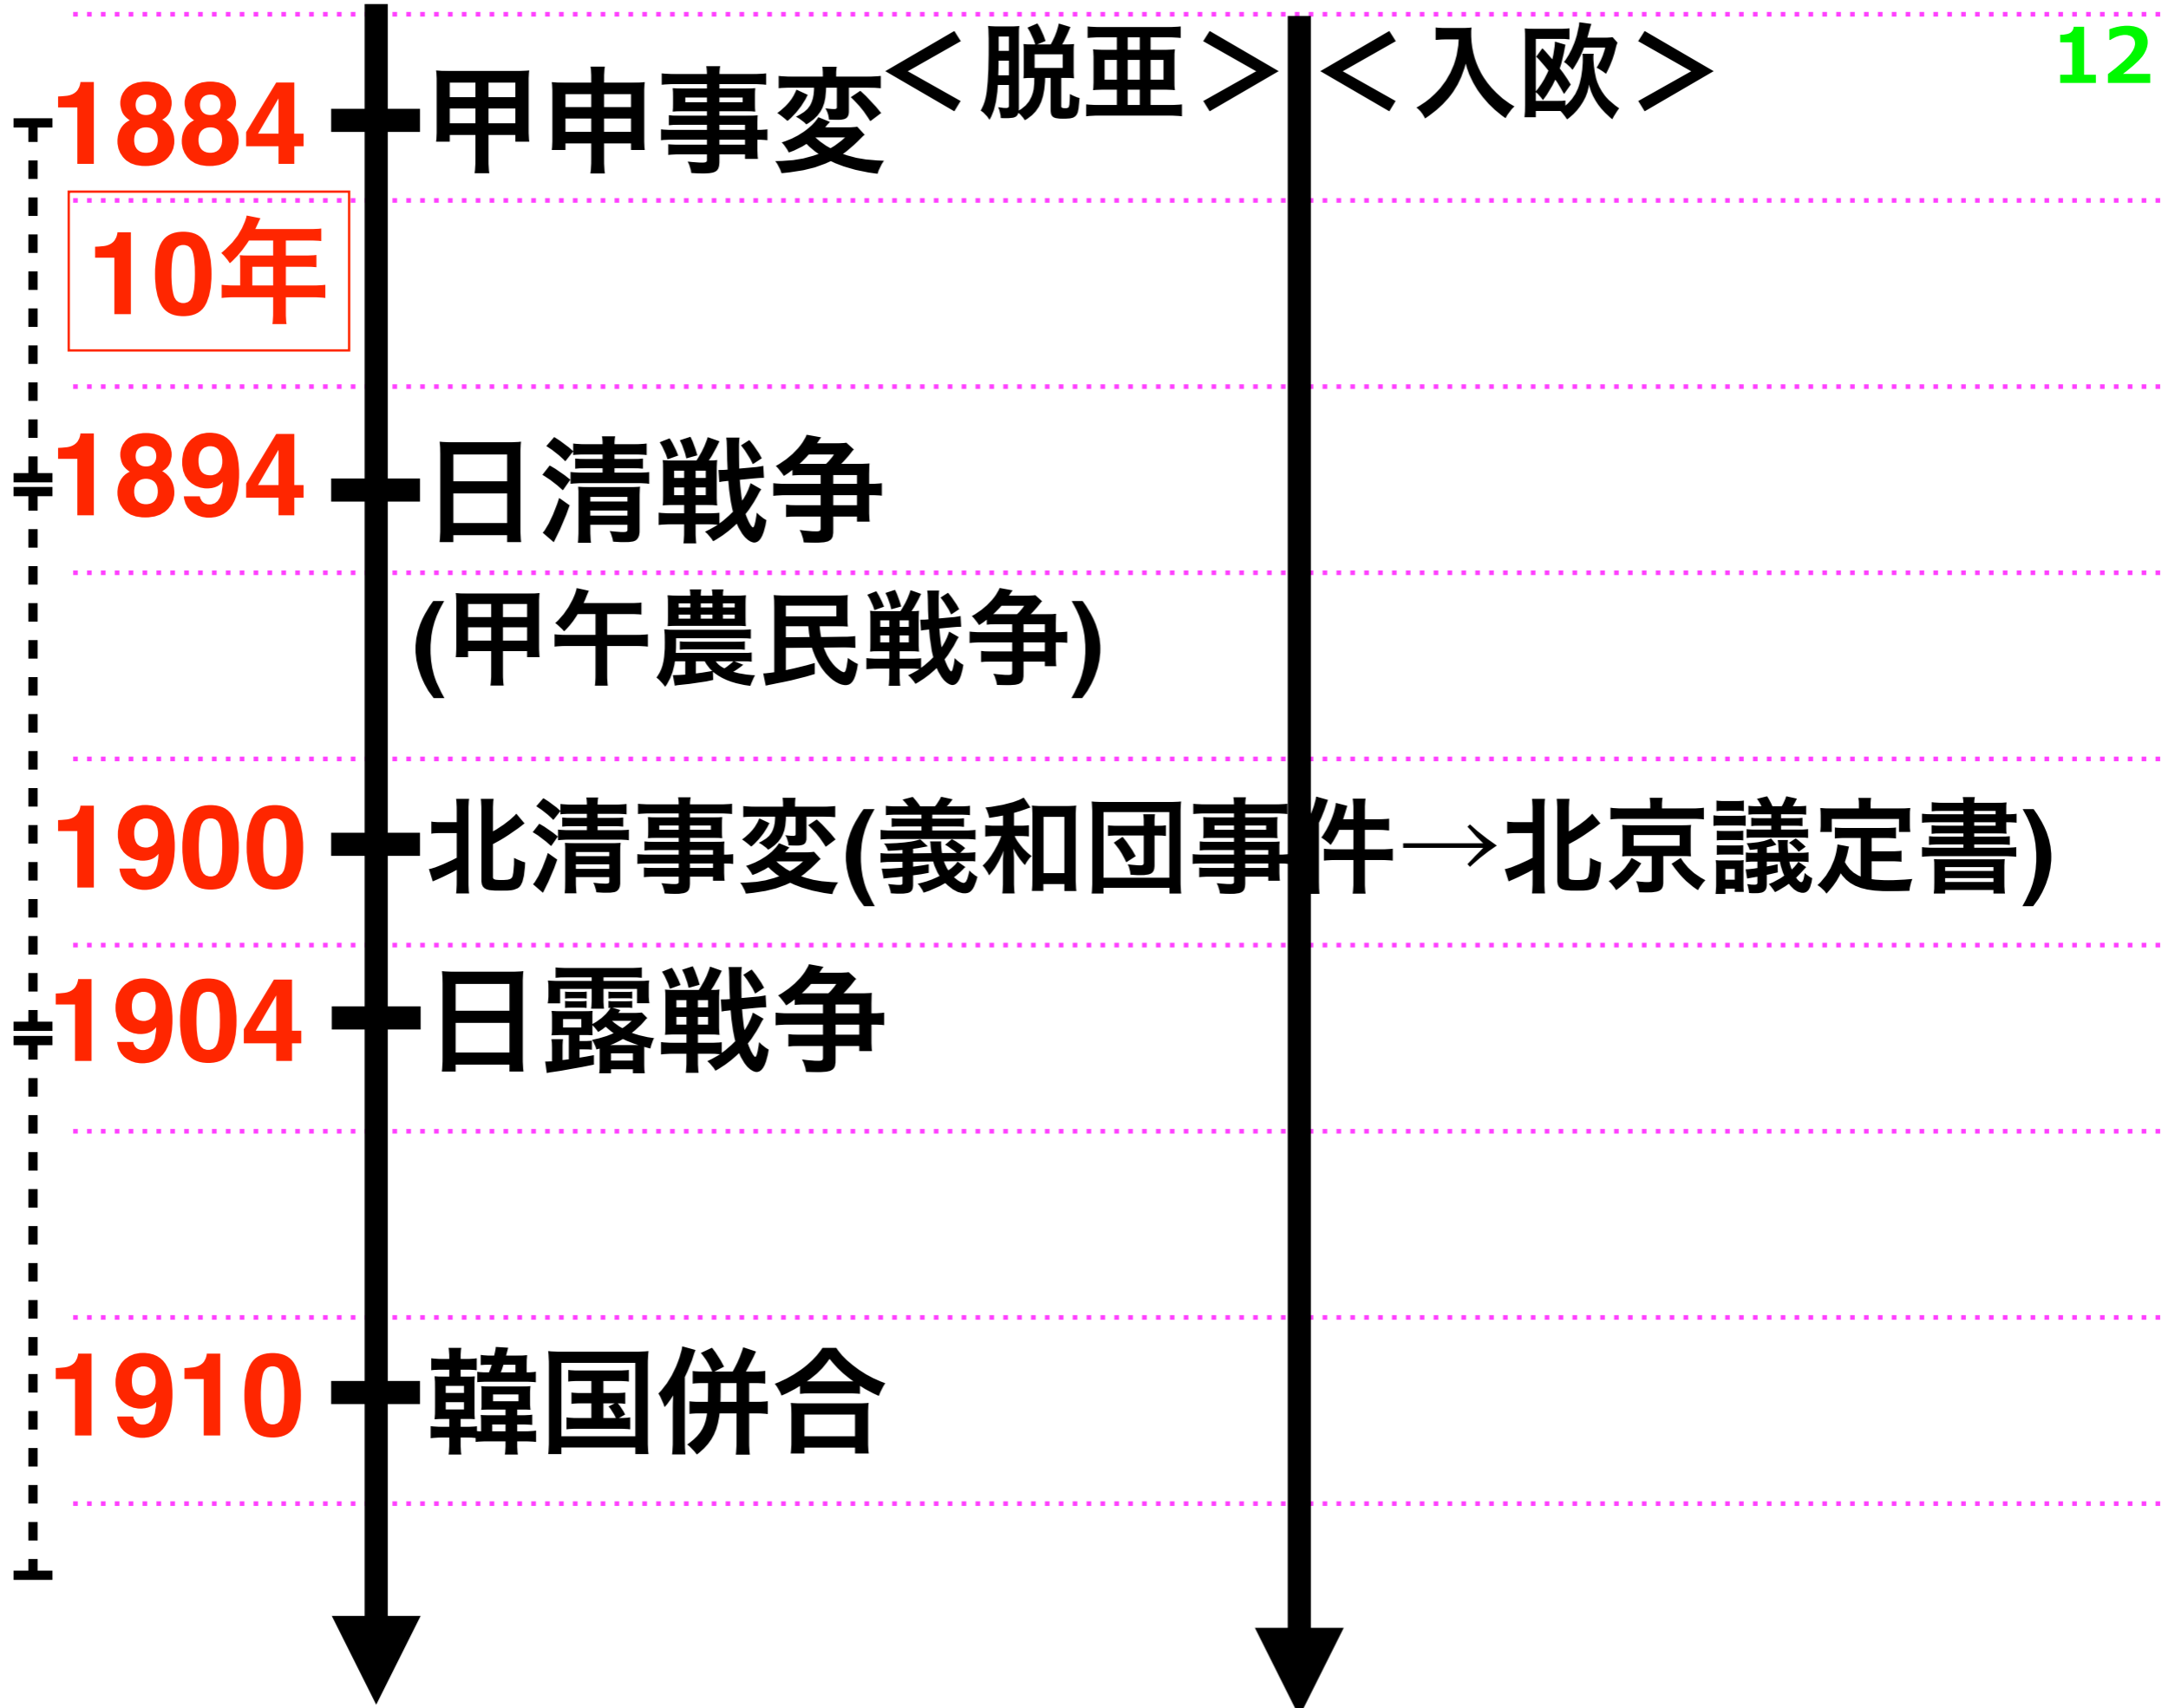 ＜脱亜＞＜入欧＞
12
1884 甲申事変
10年
1894 日清戦争
(甲午農民戦争)
1900 北清事変(義和団事件→北京議定書)
1904 日露戦争
1910 韓国併合